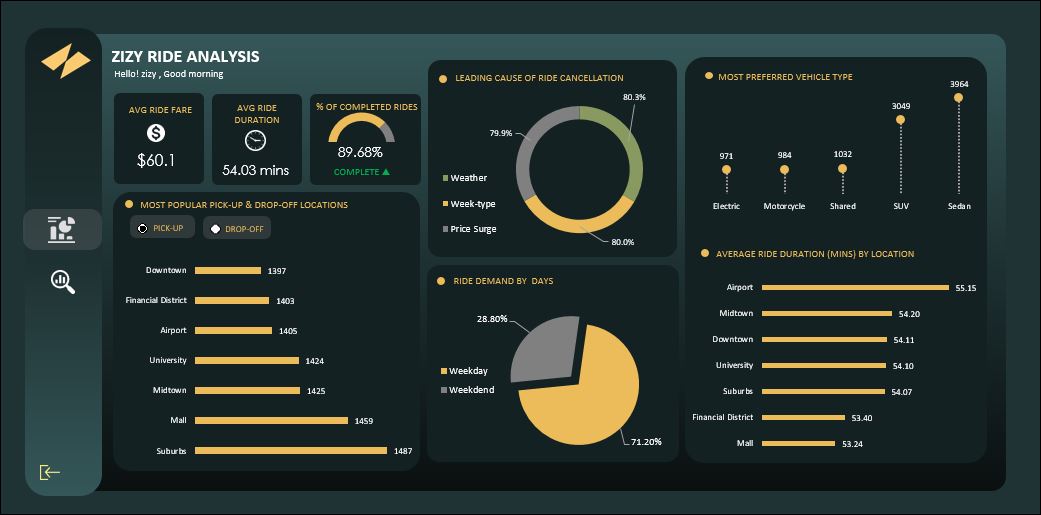 ZIZY RIDE ANALYSIS
Hello! zizy , Good morning
AVG RIDE FARE
$60.1
AVG RIDE
DURATION
54.03 mins
% OF COMPLETED RIDES
89.68%
COMPLETE ▲
MOST POPULAR PICK-UP & DROP-OFF LOCATIONS
PICK-UP
DROP-OFF
Downtown 1397
Financial District 1403
Airport 1405
University 1424
Midtown 1425
Mall 1459
Suburbs 1487
LEADING CAUSE OF RIDE CANCELLATION
80.3%
79.9%
Weather
Week-type
Price Surge
80.0%
RIDE DEMAND BY DAYS
28.80%
Weekday
Weekdend
71.20%
MOST PREFERRED VEHICLE TYPE
971
984
1032
3049
3964
Electric
Motorcycle
Shared
SUV
Sedan
AVERAGE RIDE DURATION (MINS) BY LOCATION
Airport 55.15
Midtown 54.20
Downtown 54.11
University 54.10
Suburbs 54.07
Financial District 53.40
Mall 53.24